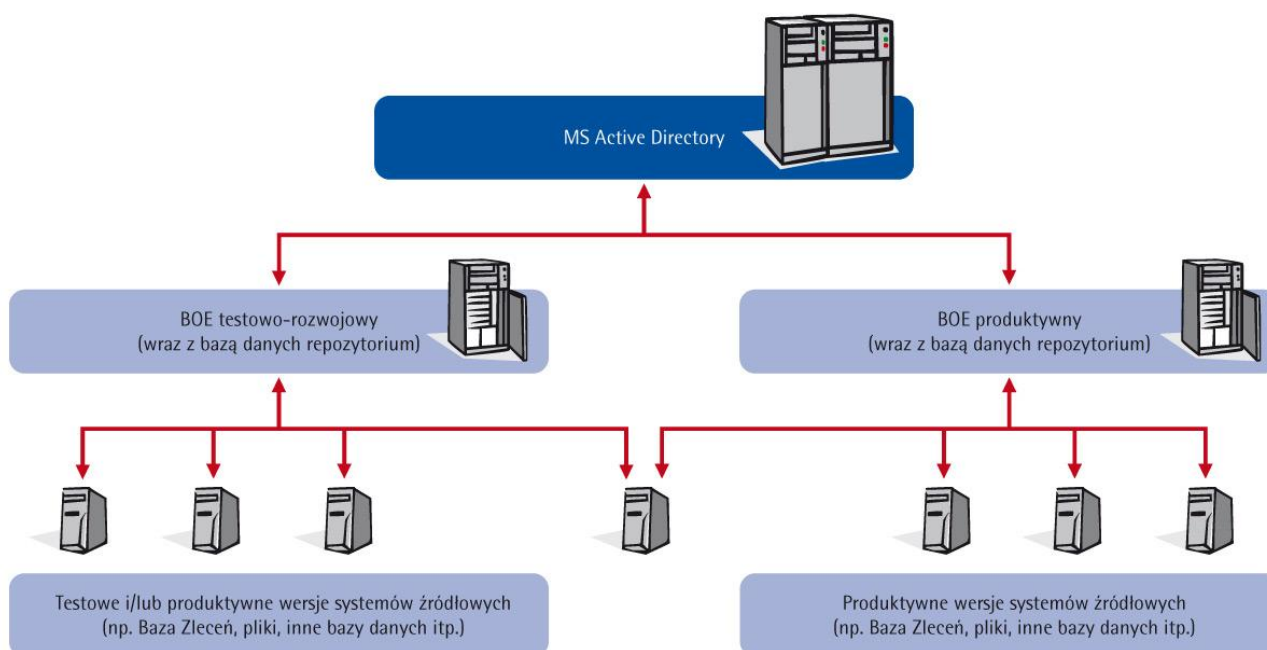 MS Active Directory
BOE testowo-rozwojowy
(wraz z bazą danych repozytorium)
BOE produktywny
(wraz z bazą danych repozytorium)
Testowe i/lub produktywne wersje systemów źródłowych
(np. Baza Zleceń, pliki, inne bazy danych itp.)
Produktywne wersje systemów źródłowych
(np. Baza Zleceń, pliki, inne bazy danych itp.)